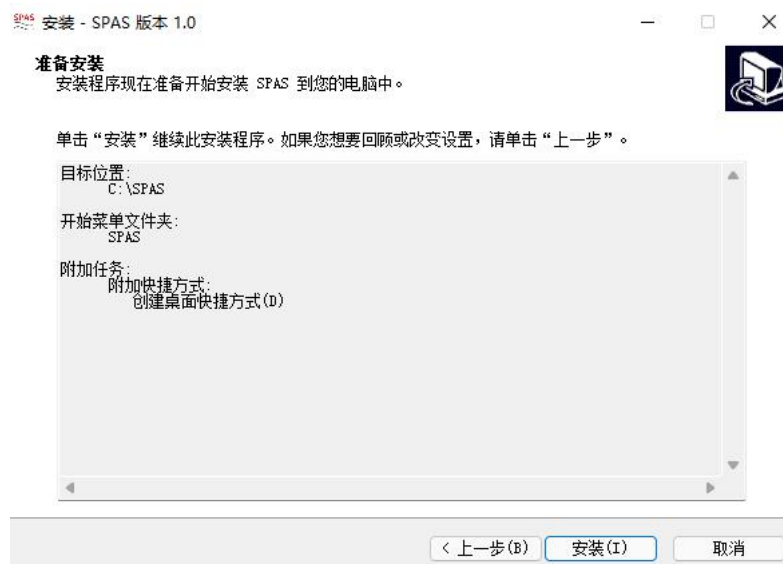 SPAS 安装 - SPAS 版本 1.0
准备安装
安装程序现在准备开始安装 SPAS 到您的电脑中。
单击“安装”继续此安装程序。如果您想要回顾或改变设置，请单击“上一步”。
目标位置:
C:\SPAS
开始菜单文件夹:
SPAS
附加任务:
附加快捷方式:
创建桌面快捷方式(D)
< 上一步(B) 安装(I) 取消